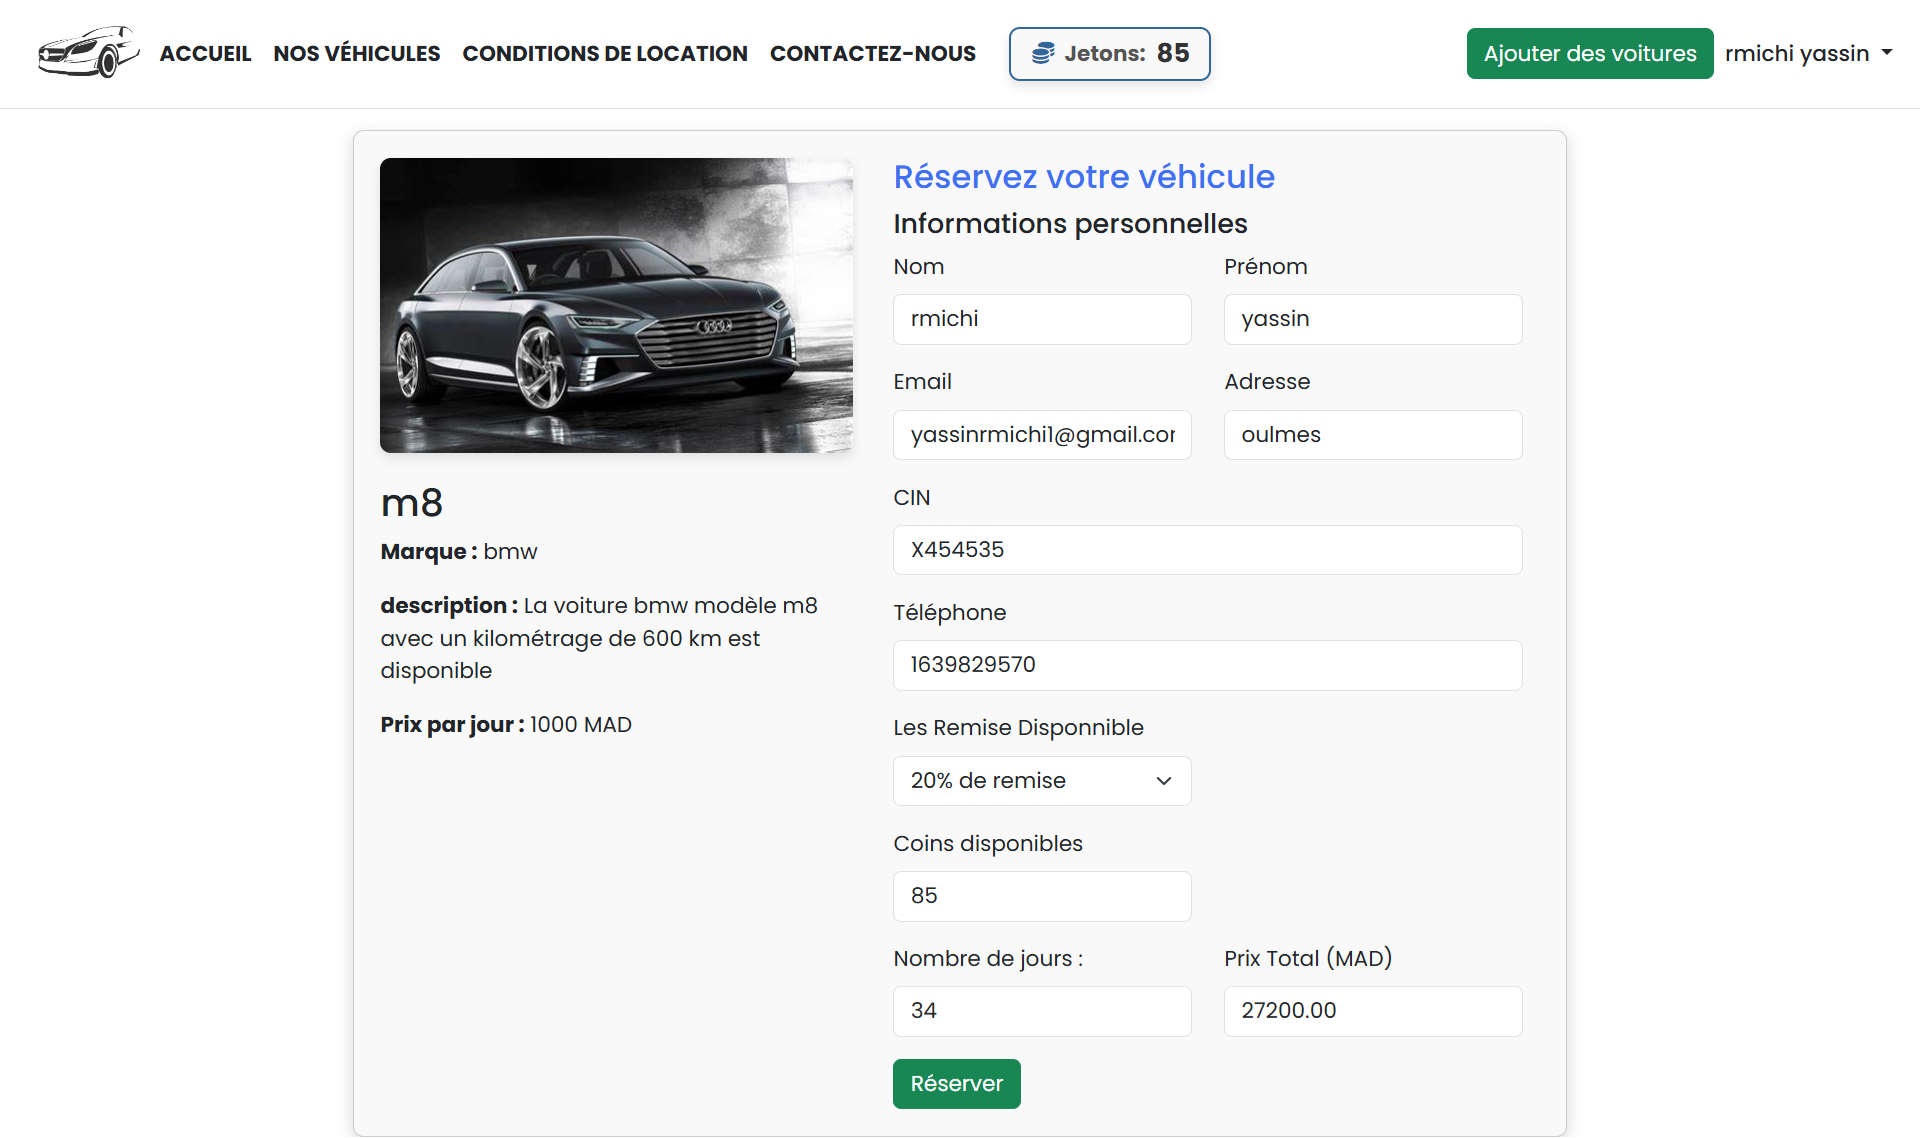 ACCUEIL NOS VÉHICULES CONDITIONS DE LOCATION CONTACTEZ-NOUS Jetons: 85 Ajouter des voitures rmichi yassin
m8
Marque : bmw
description : La voiture bmw modèle m8
avec un kilométrage de 600 km est
disponible
Prix par jour : 1000 MAD
Réservez votre véhicule
Informations personnelles
Nom Prénom
rmichi yassin
Email Adresse
yassinrmichi1@gmail.cor oulmes
CIN
X454535
Téléphone
1639829570
Les Remise Disponnible
20% de remise
Coins disponibles
85
Nombre de jours : Prix Total (MAD)
34 27200.00
Réserver